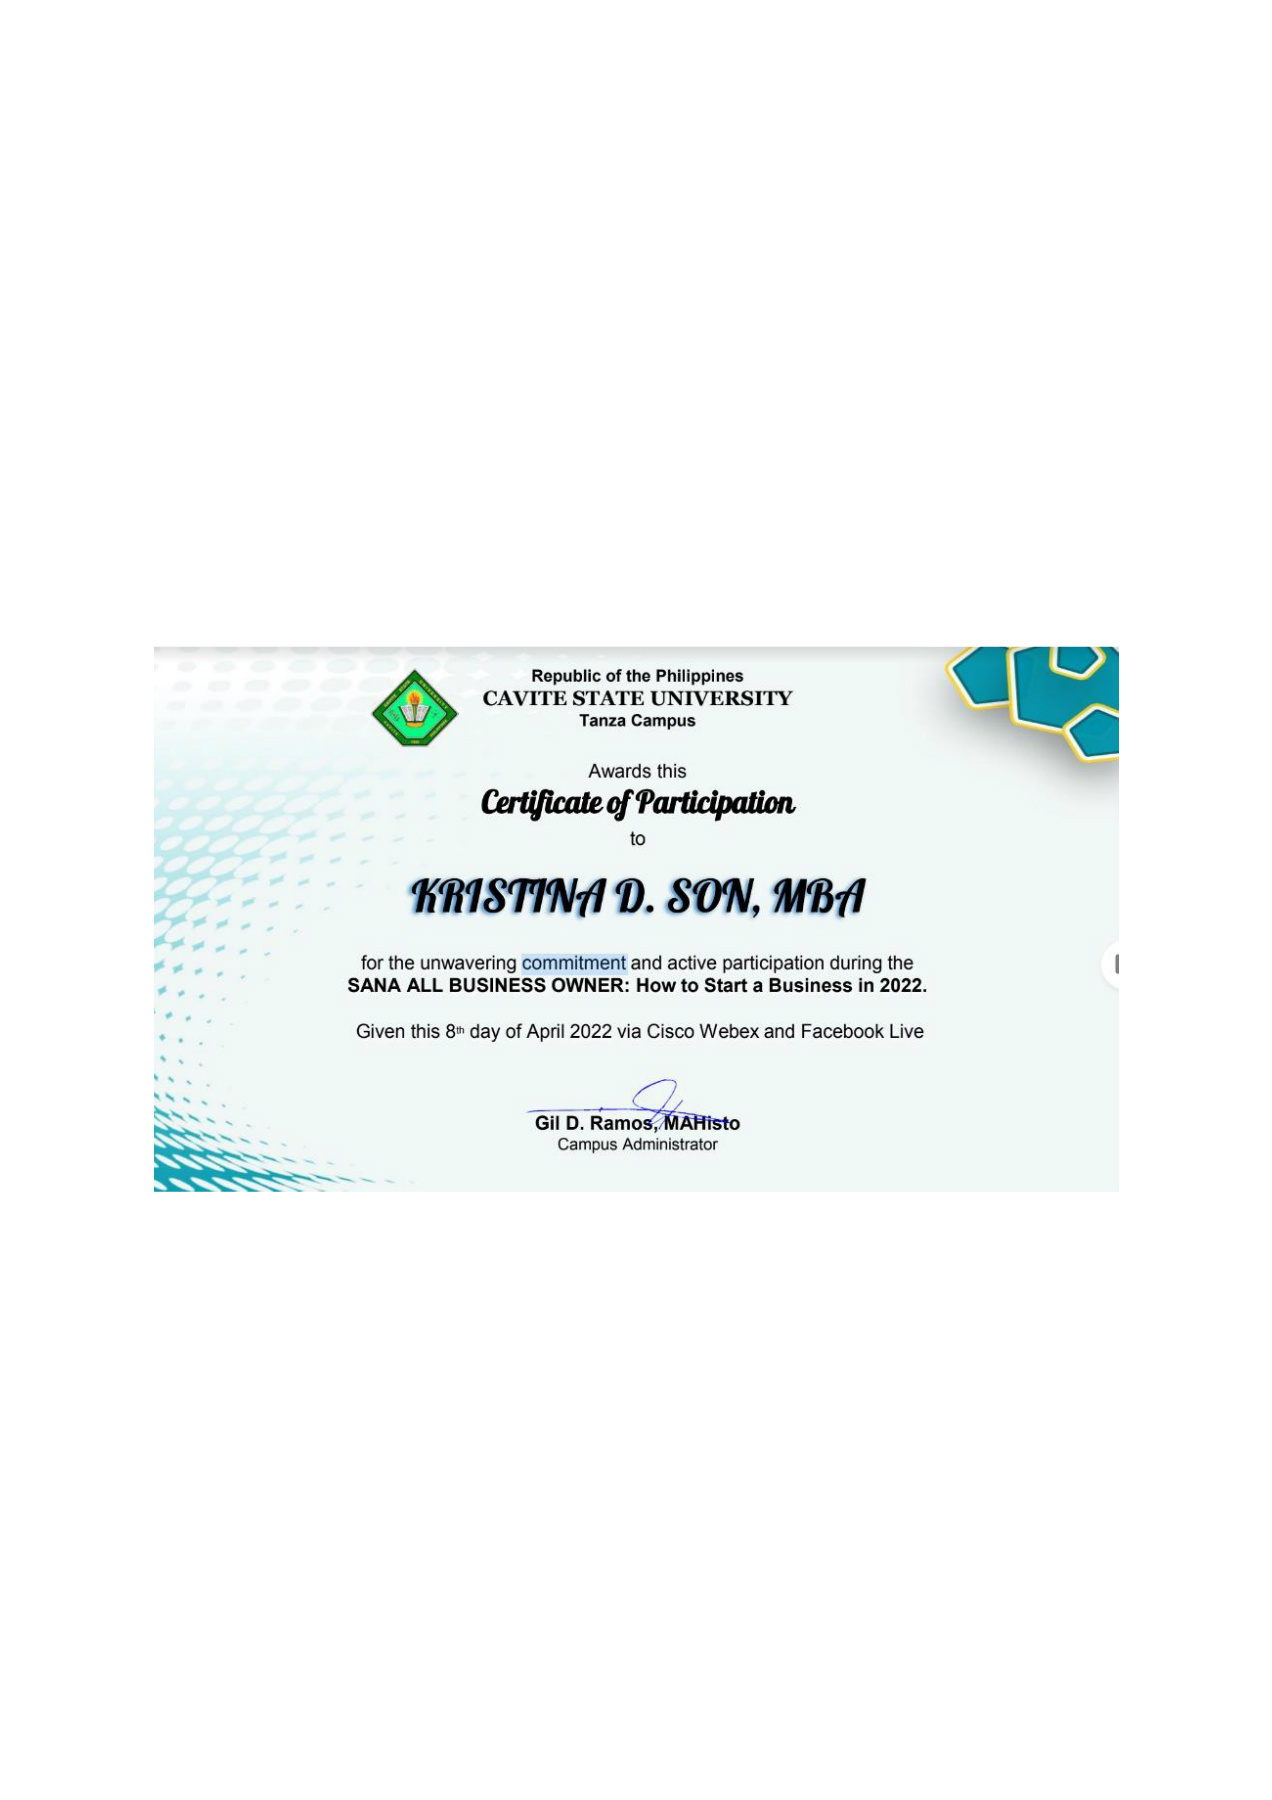 Republic of the Philippines
CAVITE STATE UNIVERSITY
Tanza Campus
Awards this
Certificate of Participation
to
KRISTINA D. SON, MBA
for the unwavering commitment and active participation during the
SANA ALL BUSINESS OWNER: How to Start a Business in 2022.
Given this 8th day of April 2022 via Cisco Webex and Facebook Live
Gil D. Ramos, MAHisto
Campus Administrator